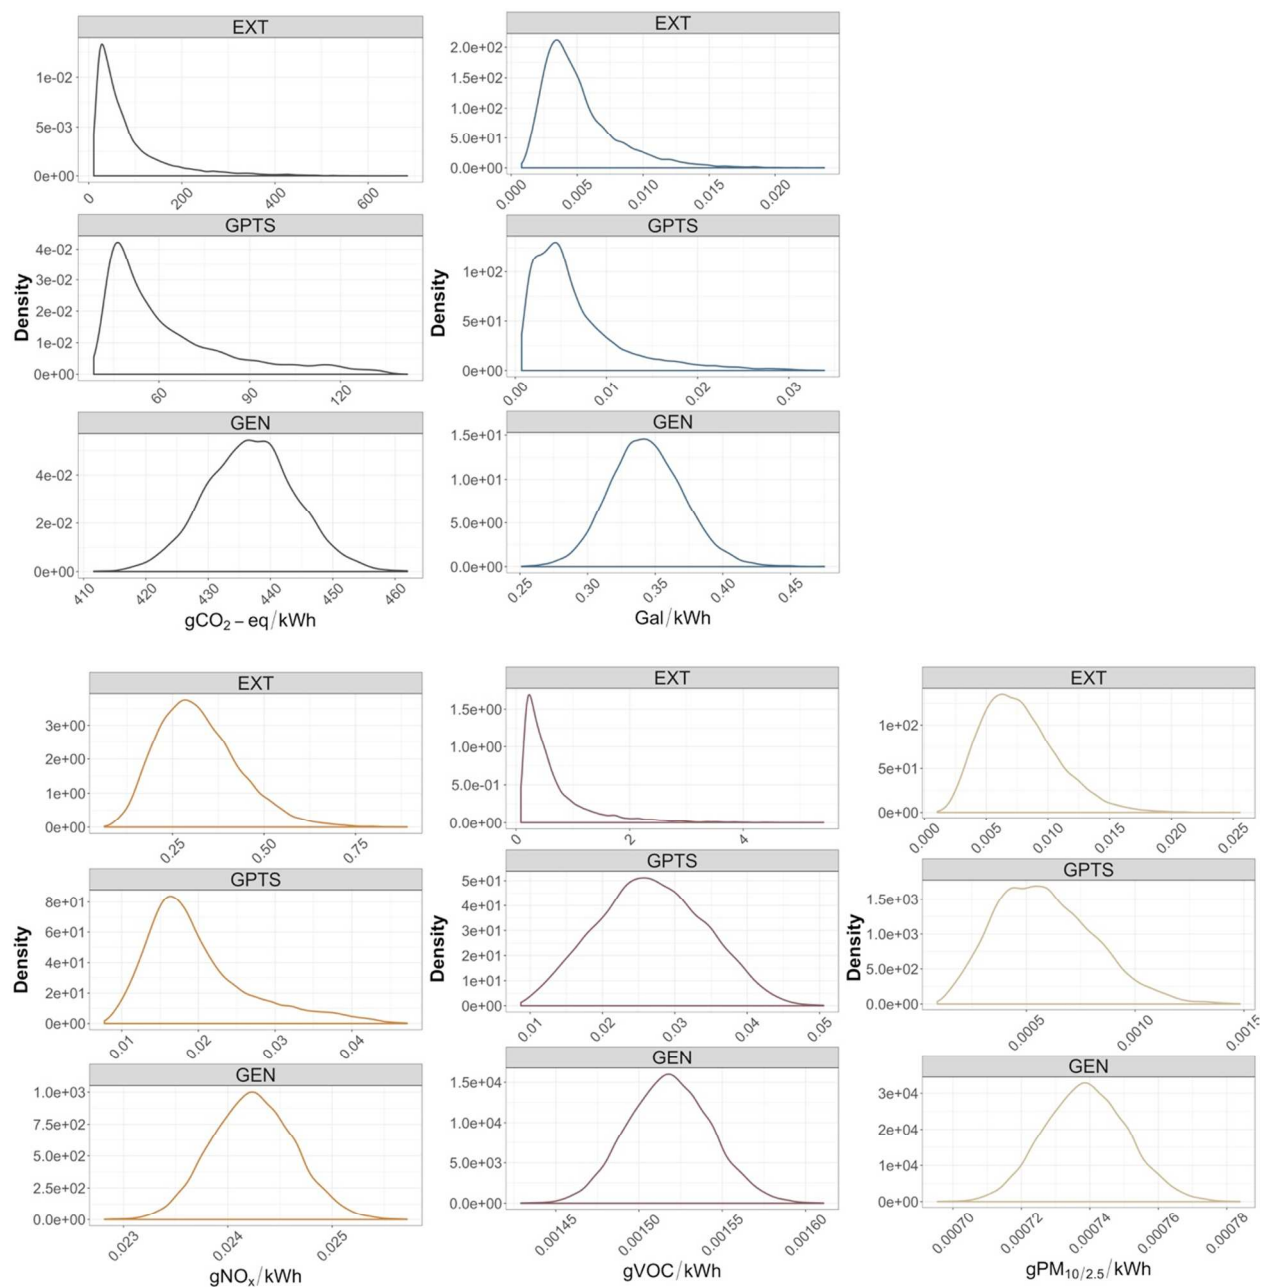 EXT
1e-02
5e-03
0e+00
0 200 400 600
GPTS
4e-02
3e-02
2e-02
1e-02
0e+00
60 90 120
GEN
4e-02
2e-02
0e+00
410 420 430 440 450 460
gCO₂ – eq/kWh
Density
EXT
2.0e+02
1.5e+02
1.0e+02
5.0e+01
0.0e+00
0.000 0.005 0.010 0.015 0.020
GPTS
1e+02
5e+01
0e+00
0.00 0.01 0.02 0.03
GEN
1.5e+01
1.0e+01
5.0e+00
0.0e+00
0.25 0.30 0.35 0.40 0.45
Gal/kWh
Density
EXT
3e+00
2e+00
1e+00
0e+00
0.25 0.50 0.75
GPTS
8e+01
6e+01
4e+01
2e+01
0e+00
0.01 0.02 0.03 0.04
GEN
1.0e+03
7.5e+02
5.0e+02
2.5e+02
0.0e+00
0.023 0.024 0.025
gNOₓ/kWh
Density
EXT
1.5e+00
1.0e+00
5.0e-01
0.0e+00
0 2 4
GPTS
5e+01
4e+01
3e+01
2e+01
1e+01
0e+00
0.01 0.02 0.03 0.04 0.05
GEN
1.5e+04
1.0e+04
5.0e+03
0.0e+00
0.00145 0.00150 0.00155 0.00160
gVOC/kWh
Density
EXT
1e+02
5e+01
0e+00
0.000 0.005 0.010 0.015 0.020 0.025
GPTS
1.5e+03
1.0e+03
5.0e+02
0.0e+00
0.0005 0.0010 0.0015
GEN
3e+04
2e+04
1e+04
0e+00
0.00070 0.00072 0.00074 0.00076 0.00078
gPM₁₀/₂.₅/kWh
Density